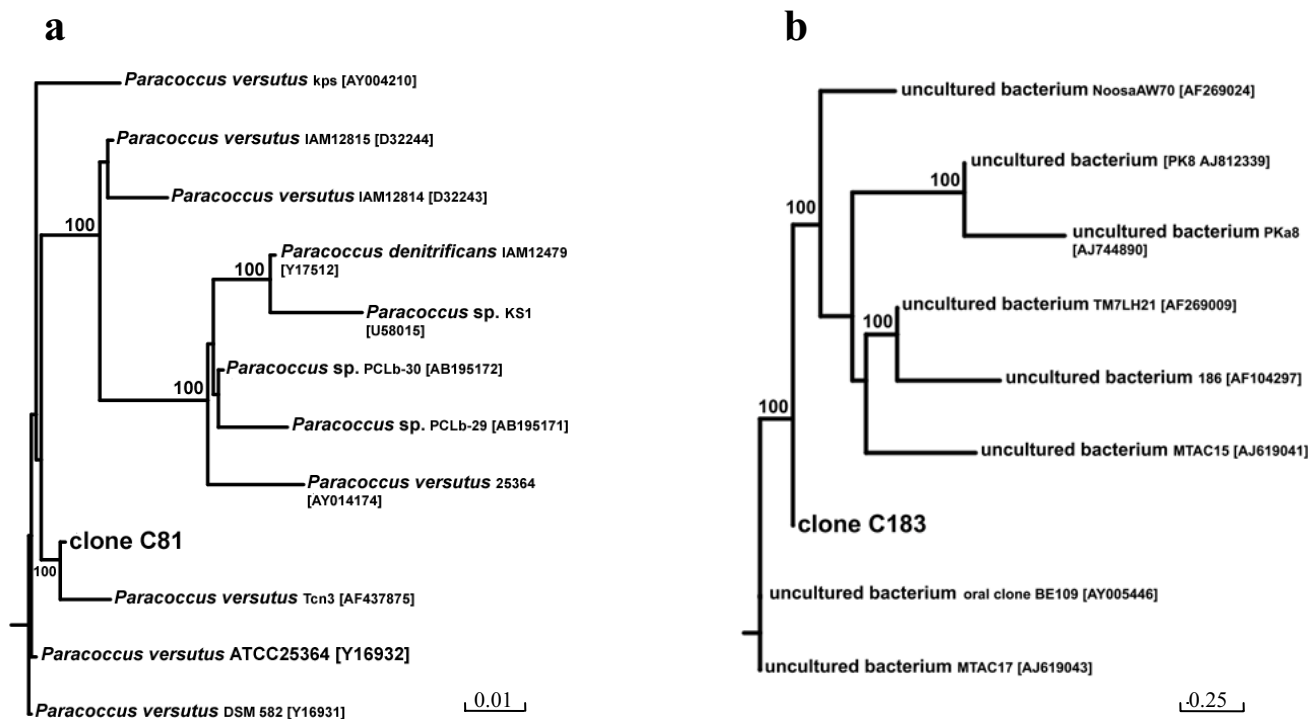 a
Paracoccus versutus kps [AY004210]
Paracoccus versutus IAM12815 [D32244]
Paracoccus versutus IAM12814 [D32243]
100
Paracoccus denitrificans IAM12479
[Y17512]
100
Paracoccus sp. KS1
[U58015]
Paracoccus sp. PCLb-30 [AB195172]
100
Paracoccus sp. PCLb-29 [AB195171]
Paracoccus versutus 25364
[AY014174]
clone C81
100
Paracoccus versutus Tcn3 [AF437875]
Paracoccus versutus ATCC25364 [Y16932]
Paracoccus versutus DSM 582 [Y16931]
0.01
b
uncultured bacterium NoosaAW70 [AF269024]
uncultured bacterium [PK8 AJ812339]
100
100
uncultured bacterium PKa8
[AJ744890]
uncultured bacterium TM7LH21 [AF269009]
100
uncultured bacterium 186 [AF104297]
100
uncultured bacterium MTAC15 [AJ619041]
clone C183
uncultured bacterium oral clone BE109 [AY005446]
uncultured bacterium MTAC17 [AJ619043]
0.25